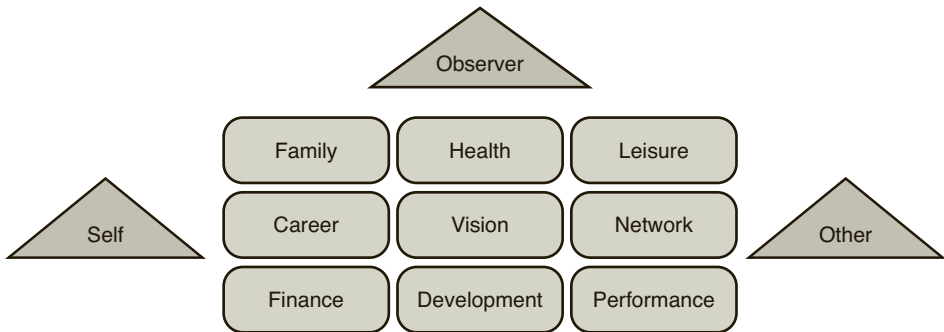 Observer
Family Health Leisure
Self Career Vision Network Other
Finance Development Performance